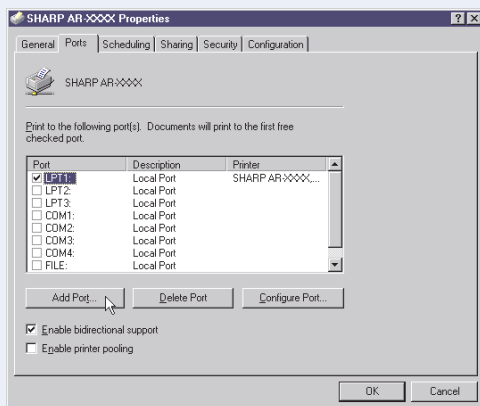 SHARP AR-XXXX Properties
General Ports Scheduling Sharing Security Configuration
SHARP AR-XXXX
Print to the following port(s). Documents will print to the first free
checked port.
Port Description Printer
LPT1: Local Port SHARP AR-XXXX,...
LPT2: Local Port
LPT3: Local Port
COM1: Local Port
COM2: Local Port
COM3: Local Port
COM4: Local Port
FILE: Local Port
Add Port... Delete Port Configure Port...
Enable bidirectional support
Enable printer pooling
OK Cancel